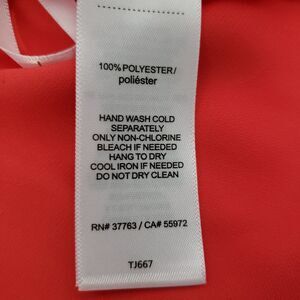 100% POLYESTER/
poliéster
HAND WASH COLD
SEPARATELY
ONLY NON-CHLORINE
BLEACH IF NEEDED
HANG TO DRY
COOL IRON IF NEEDED
DO NOT DRY CLEAN
RN# 37763 / CA# 55972
TJ667